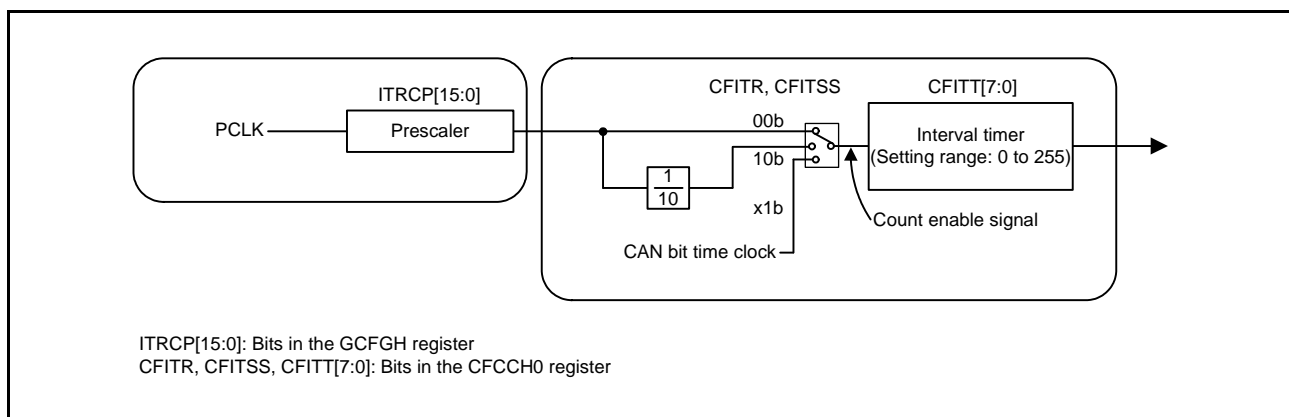 ITRCP[15:0]
CFITR, CFITSS
CFITT[7:0]
PCLK
Prescaler
00b
10b
x1b
1
10
Interval timer
(Setting range: 0 to 255)
Count enable signal
CAN bit time clock
ITRCP[15:0]: Bits in the GCFGH register
CFITR, CFITSS, CFITT[7:0]: Bits in the CFCCH0 register